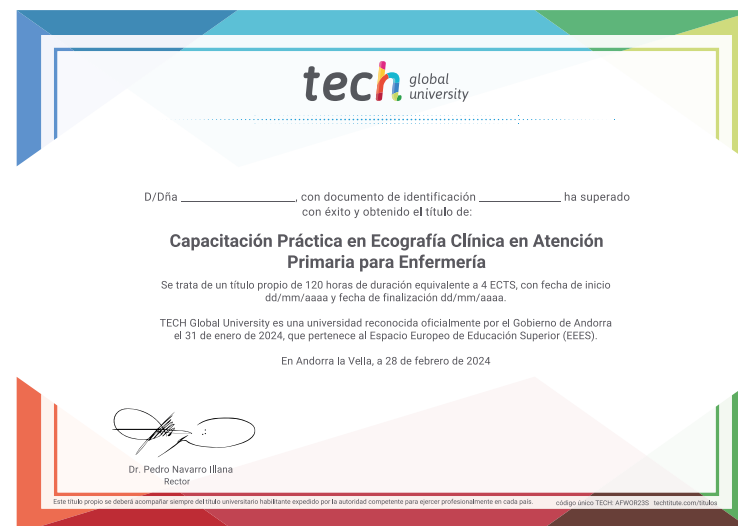 tech global university
D/Dña ____________________, con documento de identificación ______________ ha superado
con éxito y obtenido el título de:
Capacitación Práctica en Ecografía Clínica en Atención
Primaria para Enfermería
Se trata de un título propio de 120 horas de duración equivalente a 4 ECTS, con fecha de inicio
dd/mm/aaaa y fecha de finalización dd/mm/aaaa.
TECH Global University es una universidad reconocida oficialmente por el Gobierno de Andorra
el 31 de enero de 2024, que pertenece al Espacio Europeo de Educación Superior (EEES).
En Andorra la Vella, a 28 de febrero de 2024
Dr. Pedro Navarro Illana
Rector
Este título propio se deberá acompañar siempre del título universitario habilitante expedido por la autoridad competente para ejercer profesionalmente en cada país. código único TECH: AFWOR23S techtitute.com/titulos